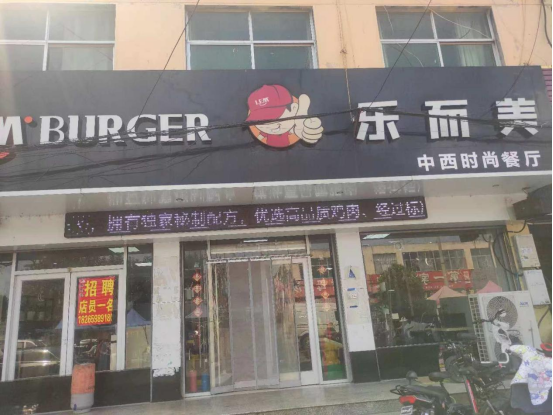 M BURGER
乐而美
中西时尚餐厅
拥有独家秘制配方，优选高品质鸡肉、经过标
招聘
店员一名